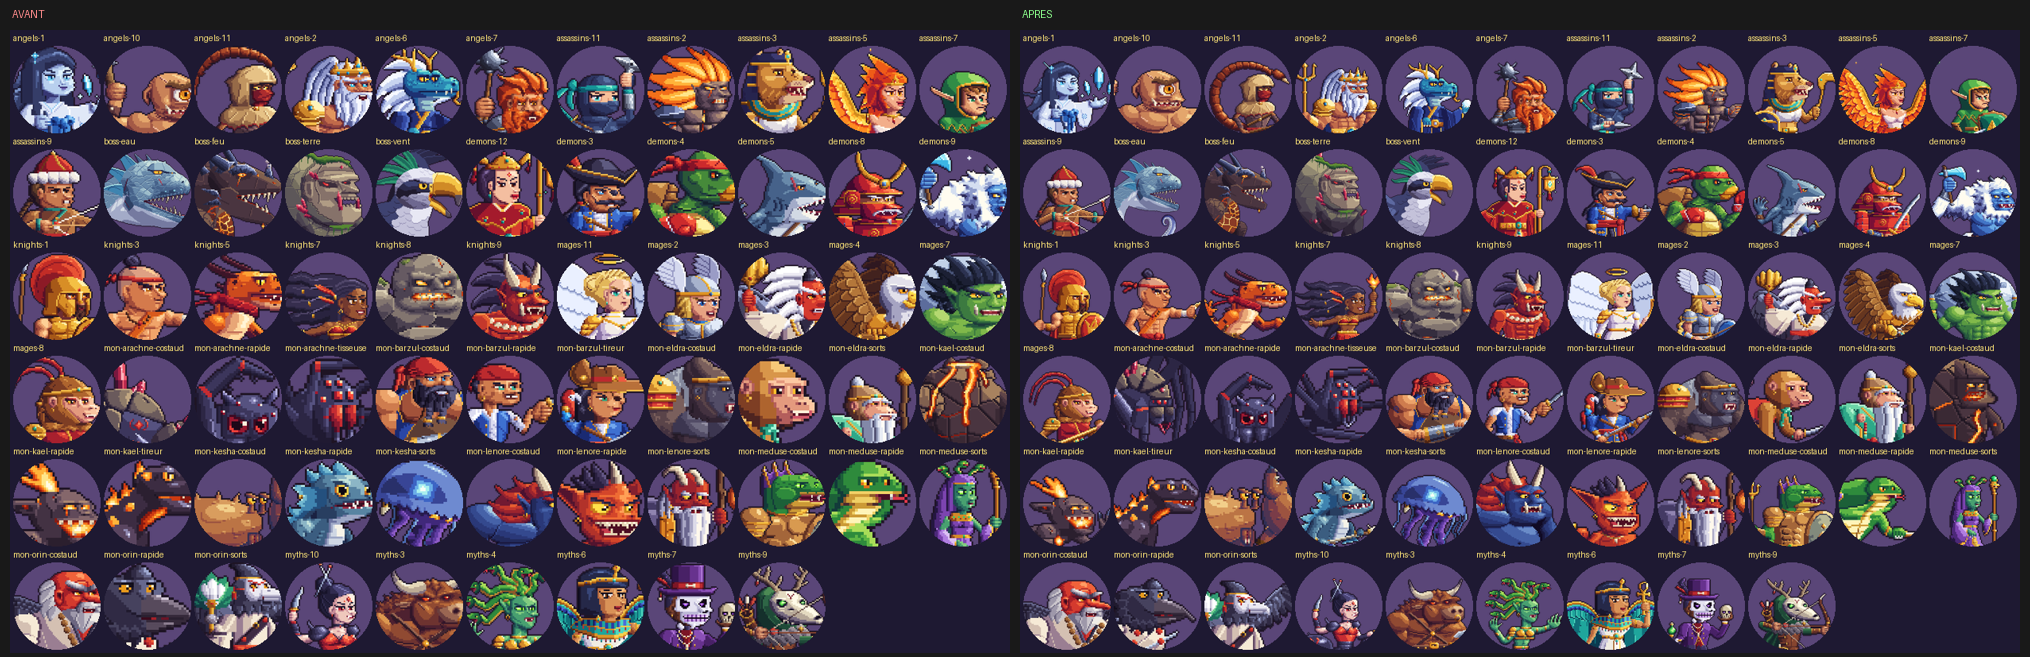 AVANT
APRES
angels-1 angels-10 angels-11 angels-2 angels-6 angels-7 assassins-11 assassins-2 assassins-3 assassins-5 assassins-7
angels-1 angels-10 angels-11 angels-2 angels-6 angels-7 assassins-11 assassins-2 assassins-3 assassins-5 assassins-7
assassins-9 boss-eau boss-feu boss-terre boss-vent demons-12 demons-3 demons-4 demons-5 demons-8 demons-9
assassins-9 boss-eau boss-feu boss-terre boss-vent demons-12 demons-3 demons-4 demons-5 demons-8 demons-9
knights-1 knights-3 knights-5 knights-7 knights-8 knights-9 mages-11 mages-2 mages-3 mages-4 mages-7
knights-1 knights-3 knights-5 knights-7 knights-8 knights-9 mages-11 mages-2 mages-3 mages-4 mages-7
mages-8 mon-arachne-costaud mon-arachne-rapide mon-arachne-tisseuse mon-barzul-costaud mon-barzul-rapide mon-barzul-tireur mon-eldra-costaud mon-eldra-rapide mon-eldra-sorts mon-kael-costaud
mages-8 mon-arachne-costaud mon-arachne-rapide mon-arachne-tisseuse mon-barzul-costaud mon-barzul-rapide mon-barzul-tireur mon-eldra-costaud mon-eldra-rapide mon-eldra-sorts mon-kael-costaud
mon-kael-rapide mon-kael-tireur mon-kesha-costaud mon-kesha-rapide mon-kesha-sorts mon-lenore-costaud mon-lenore-rapide mon-lenore-sorts mon-meduse-costaud mon-meduse-rapide mon-meduse-sorts
mon-kael-rapide mon-kael-tireur mon-kesha-costaud mon-kesha-rapide mon-kesha-sorts mon-lenore-costaud mon-lenore-rapide mon-lenore-sorts mon-meduse-costaud mon-meduse-rapide mon-meduse-sorts
mon-orin-costaud mon-orin-rapide mon-orin-sorts myths-10 myths-3 myths-4 myths-6 myths-7 myths-9
mon-orin-costaud mon-orin-rapide mon-orin-sorts myths-10 myths-3 myths-4 myths-6 myths-7 myths-9